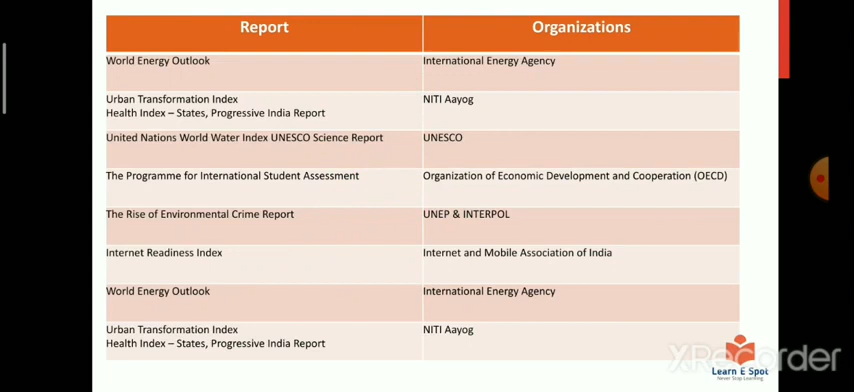 Report Organizations
World Energy Outlook International Energy Agency
Urban Transformation Index NITI Aayog
Health Index – States, Progressive India Report
United Nations World Water Index UNESCO Science Report UNESCO
The Programme for International Student Assessment Organization of Economic Development and Cooperation (OECD)
The Rise of Environmental Crime Report UNEP & INTERPOL
Internet Readiness Index Internet and Mobile Association of India
World Energy Outlook International Energy Agency
Urban Transformation Index NITI Aayog
Health Index – States, Progressive India Report
XRecorder
Learn E Spot
Never Stop Learning